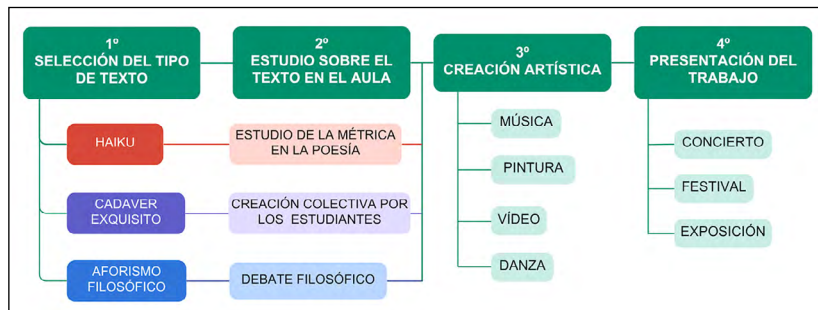 1º
SELECCIÓN DEL TIPO
DE TEXTO
2º
ESTUDIO SOBRE EL
TEXTO EN EL AULA
3º
CREACIÓN ARTÍSTICA
4º
PRESENTACIÓN DEL
TRABAJO
HAIKU
ESTUDIO DE LA MÉTRICA
EN LA POESÍA
CADAVER
EXQUISITO
CREACIÓN COLECTIVA POR
LOS ESTUDIANTES
AFORISMO
FILOSÓFICO
DEBATE FILOSÓFICO
MÚSICA
PINTURA
VÍDEO
DANZA
CONCIERTO
FESTIVAL
EXPOSICIÓN